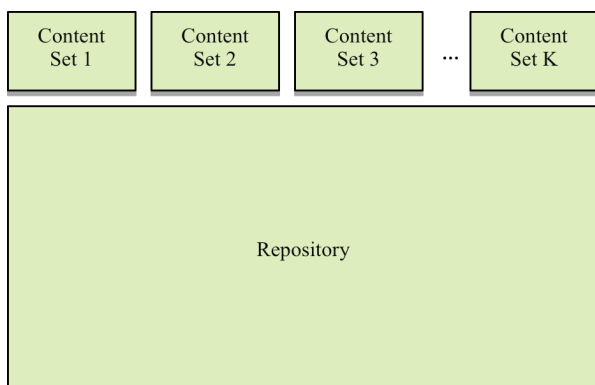 Content
Set 1
Content
Set 2
Content
Set 3
...
Content
Set K
Repository